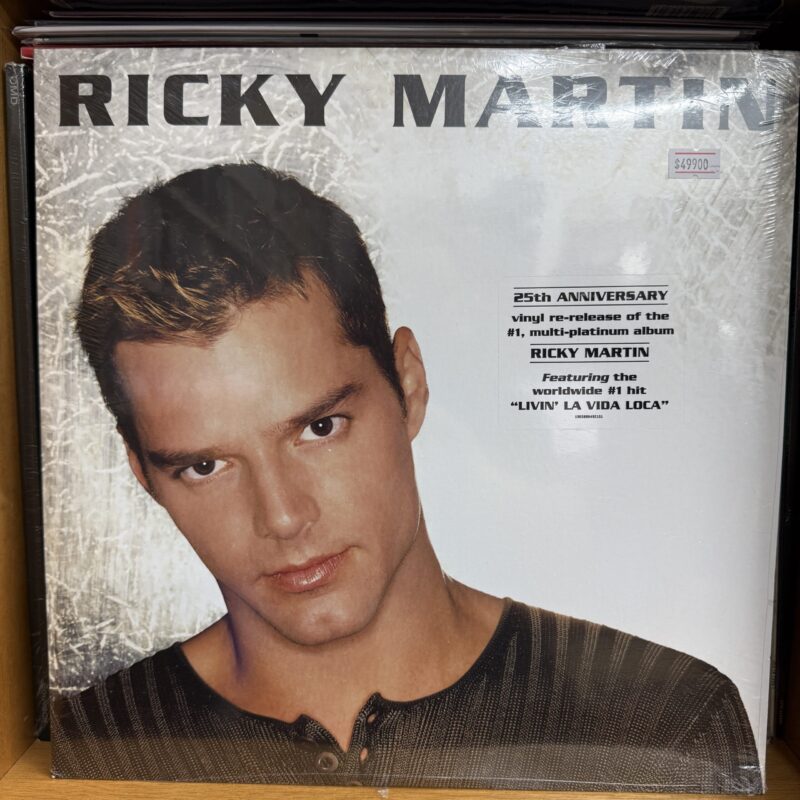 RICKY MARTIN
$49900
25th ANNIVERSARY
vinyl re-release of the
#1, multi-platinum album
RICKY MARTIN
Featuring the
worldwide #1 hit
“LIVIN’ LA VIDA LOCA”